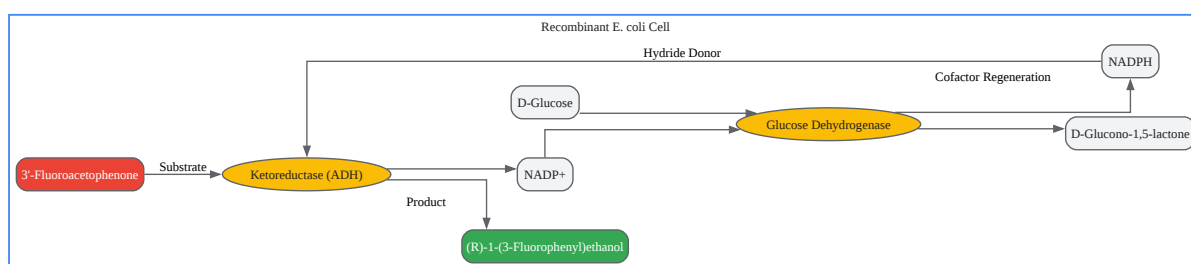 Recombinant E. coli Cell
Hydride Donor
NADPH
Cofactor Regeneration
D-Glucose
Glucose Dehydrogenase
D-Glucono-1,5-lactone
3'-Fluoroacetophenone
Substrate
Ketoreductase (ADH)
NADP+
Product
(R)-1-(3-Fluorophenyl)ethanol